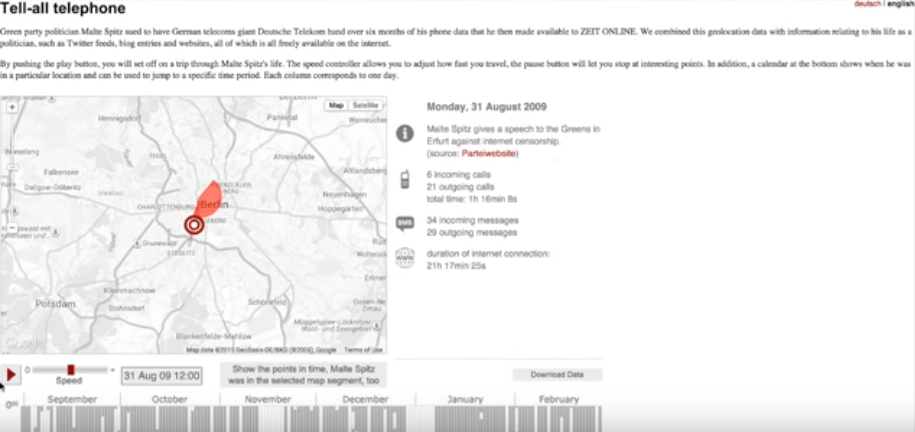 Tell-all telephone
deutsch | english
Green party politician Malte Spitz sued to have German telecoms giant Deutsche Telekom hand over six months of his phone data that he then made available to ZEIT ONLINE. We combined this geolocation data with information relating to his life as a
politician, such as Twitter feeds, blog entries and websites, all of which is all freely available on the internet.
By pushing the play button, you will set off on a trip through Malte Spitz's life. The speed controller allows you to adjust how fast you travel, the pause button will let you stop at interesting points. In addition, a calendar at the bottom shows when he was
in a particular location and can be used to jump to a specific time period. Each column corresponds to one day.
Map Satellite
Hennigsdorf
Ahrensfelde
Falkensee
Dallgow-Döberitz
Neuenhagen
Hoppegarten
CHARLOTTENBURG
Berlin
Grunewald
STEGLITZ
Kleinmachnow
Potsdam
Stahnsdorf
Schönefeld
Blankenfelde-Mahlow
Google
Map data ©2015 GeoBasis-DE/BKG (©2009), Google Terms of Use
Monday, 31 August 2009
Malte Spitz gives a speech to the Greens in
Erfurt against internet censorship.
(source: Parteiwebsite)
6 incoming calls
21 outgoing calls
total time: 1h 16min 8s
SMS
34 incoming messages
29 outgoing messages
www
duration of internet connection:
21h 17min 25s
0 +
Speed
31 Aug 09 12:00
Show the points in time, Malte Spitz
was in the selected map segment, too
Download Data
September October November December January February